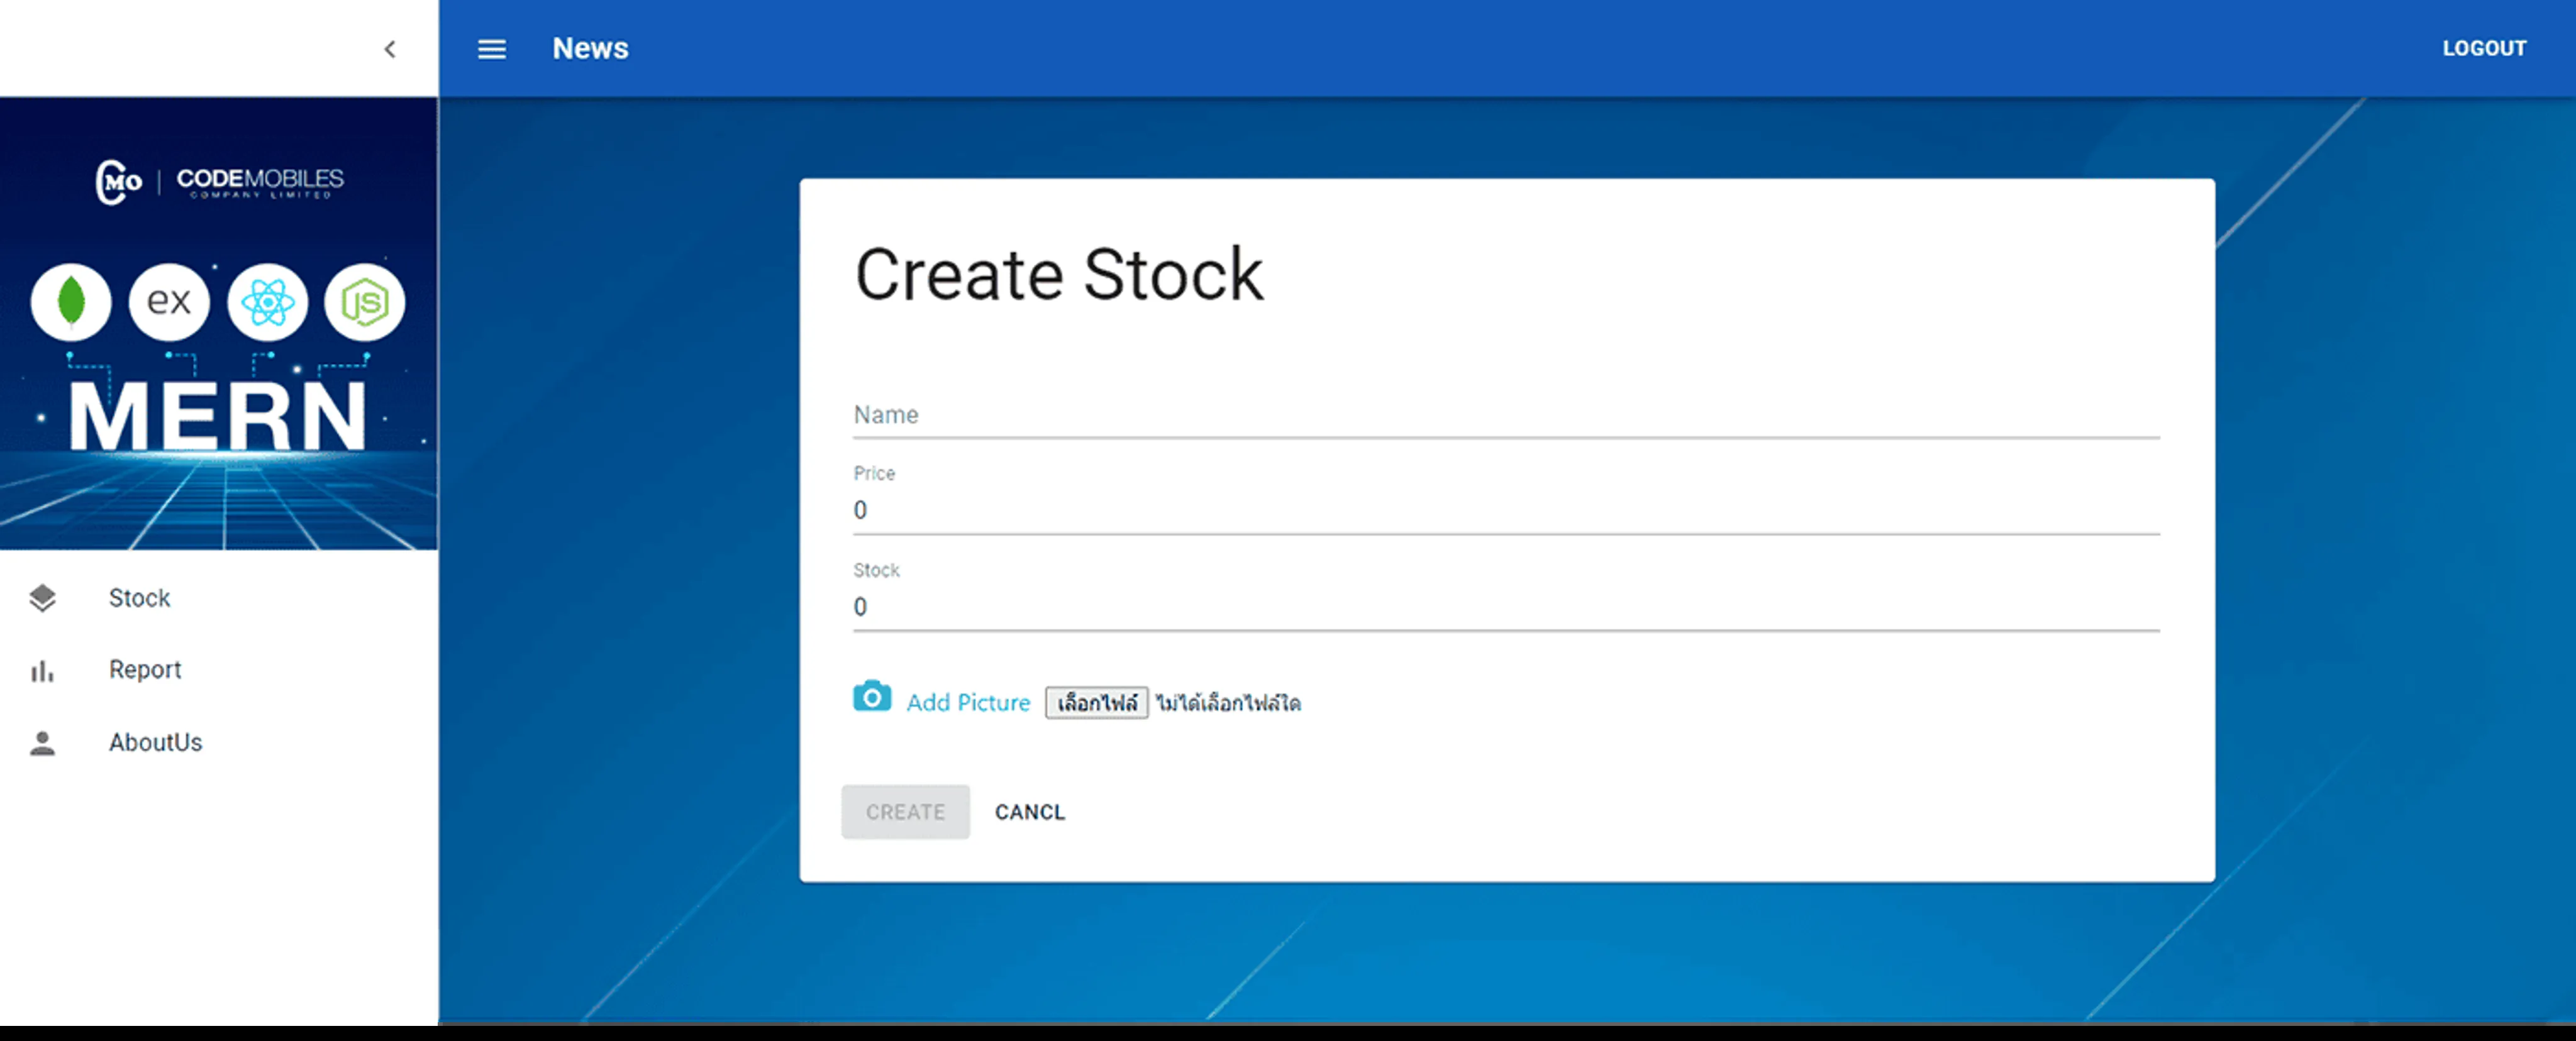 News
LOGOUT
CMO | CODEMOBILES
COMPANY LIMITED
ex
JS
MERN
Stock
Report
AboutUs
Create Stock
Name
Price
0
Stock
0
Add Picture เลือกไฟล์ ไม่ได้เลือกไฟล์ใด
CREATE CANCL